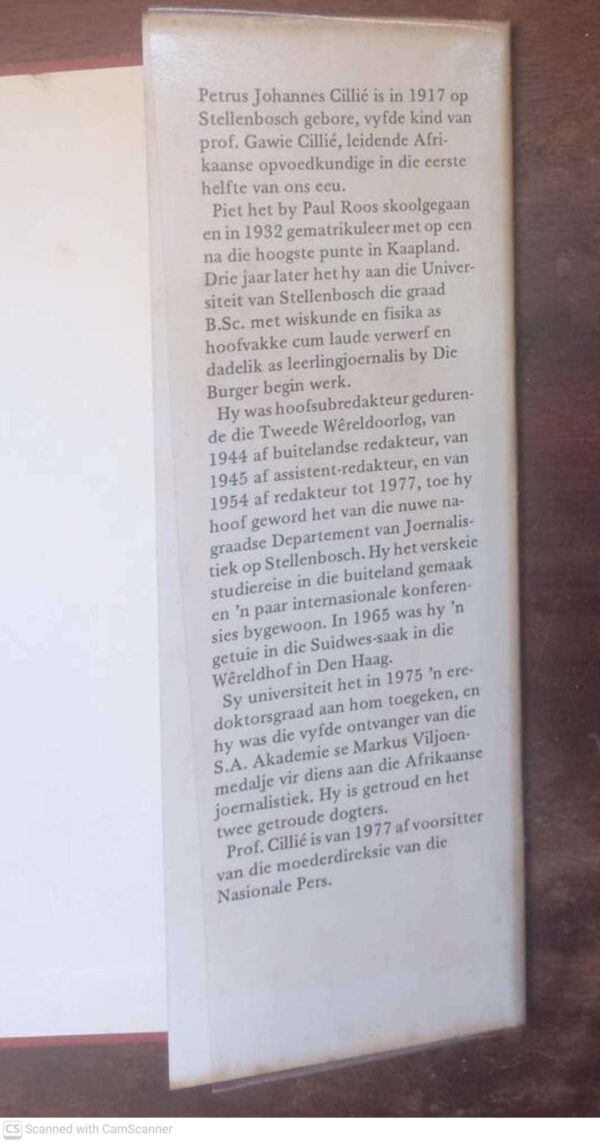 Petrus Johannes Cillié is in 1917 op
Stellenbosch gebore, vyfde kind van
prof. Gawie Cillié, leidende Afri-
kaanse opvoedkundige in die eerste
helfte van ons eeu.
Piet het by Paul Roos skoolgegaan
en in 1932 gematrikuleer met op een
na die hoogste punte in Kaapland.
Drie jaar later het hy aan die Univer-
siteit van Stellenbosch die graad
B.Sc. met wiskunde en fisika as
hoofvakke cum laude verwerf en
dadelik as leerlingjoernalis by Die
Burger begin werk.
Hy was hoofsubredakteur geduren-
de die Tweede Wêreldoorlog, van
1944 af buitelandse redakteur, van
1945 af assistent-redakteur, en van
1954 af redakteur tot 1977, toe hy
hoof geword het van die nuwe na-
graadse Departement van Joernalis-
tiek op Stellenbosch. Hy het verskeie
studiereise in die buiteland gemaak
en 'n paar internasionale konferen-
sies bygewoon. In 1965 was hy 'n
getuie in die Suidwes-saak in die
Wêreldhof in Den Haag.
Sy universiteit het in 1975 'n ere-
doktorsgraad aan hom toegeken, en
hy was die vyfde ontvanger van die
S.A. Akademie se Markus Viljoen-
medalje vir diens aan die Afrikaanse
joernalistiek. Hy is getroud en het
twee getroude dogters.
Prof. Cillié is van 1977 af voorsitter
van die moederdireksie van die
Nasionale Pers.
CS Scanned with CamScanner